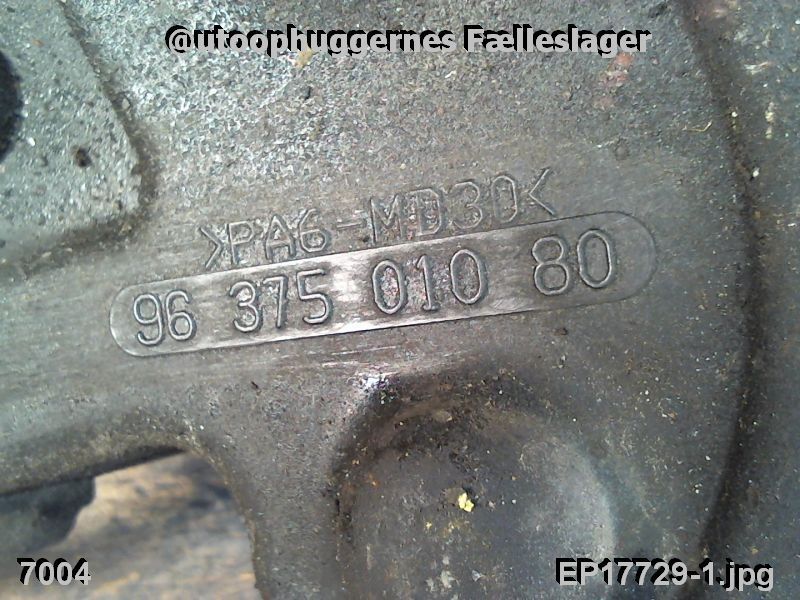 @utoophuggernes Fælleslager
>PA6-MD30<
96 375 010 80
7004
EP17729-1.jpg